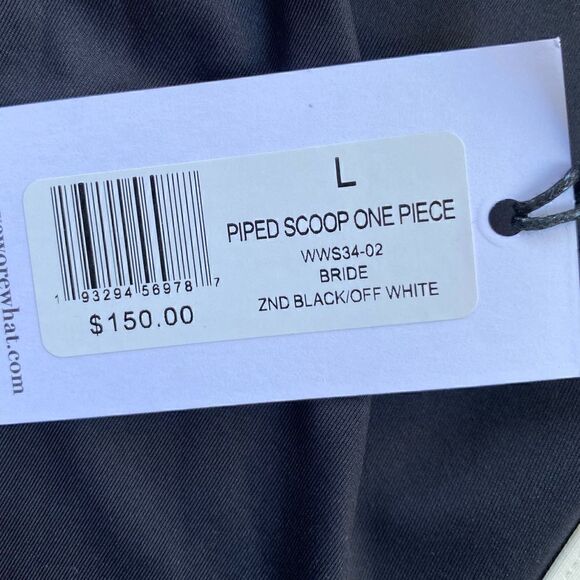 L
PIPED SCOOP ONE PIECE
WWS34-02
BRIDE
ZND BLACK/OFF WHITE
1 93294 56978 7
$150.00